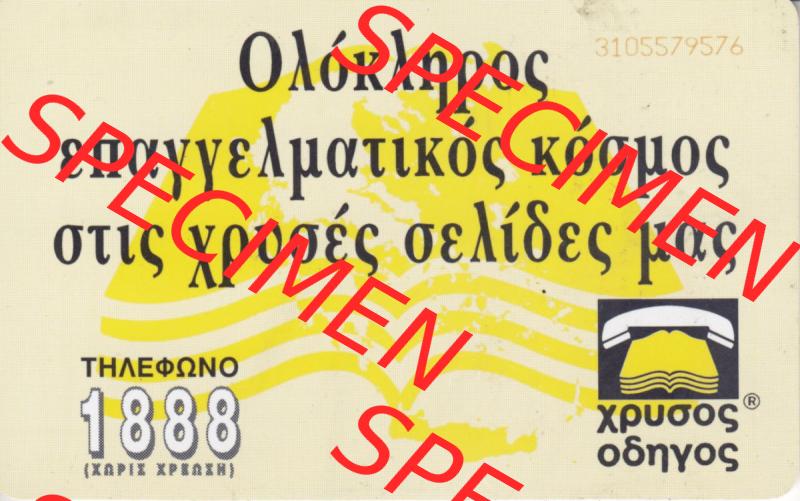 3105579576
Ολόκληρος
επαγγελματικός κόσμος
στις χρυσές σελίδες μας
ΤΗΛΕΦΩΝΟ
1888
(ΧΩΡΙΣ ΧΡΕΩΣΗ)
χρυσος ®
οδηγος
SPECIMEN
SPECIMEN
SPE